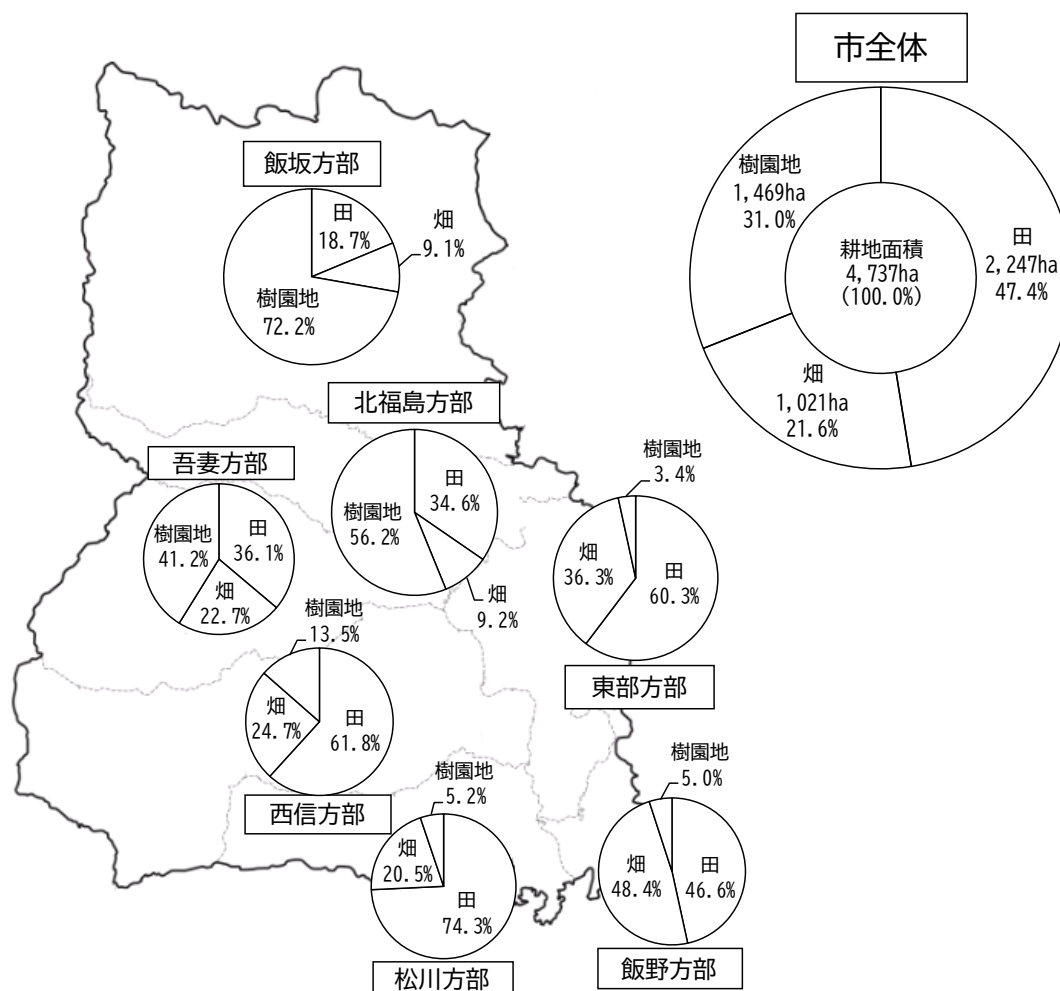 市全体
樹園地
1,469ha
31.0%
田
2,247ha
47.4%
耕地面積
4,737ha
(100.0%)
畑
1,021ha
21.6%
飯坂方部
田
18.7%
畑
9.1%
樹園地
72.2%
北福島方部
田
34.6%
樹園地
56.2%
畑
9.2%
吾妻方部
樹園地
41.2%
田
36.1%
畑
22.7%
樹園地
3.4%
畑
36.3%
田
60.3%
東部方部
樹園地
13.5%
畑
24.7%
田
61.8%
西信方部
樹園地
5.2%
畑
20.5%
田
74.3%
松川方部
樹園地
5.0%
畑
48.4%
田
46.6%
飯野方部